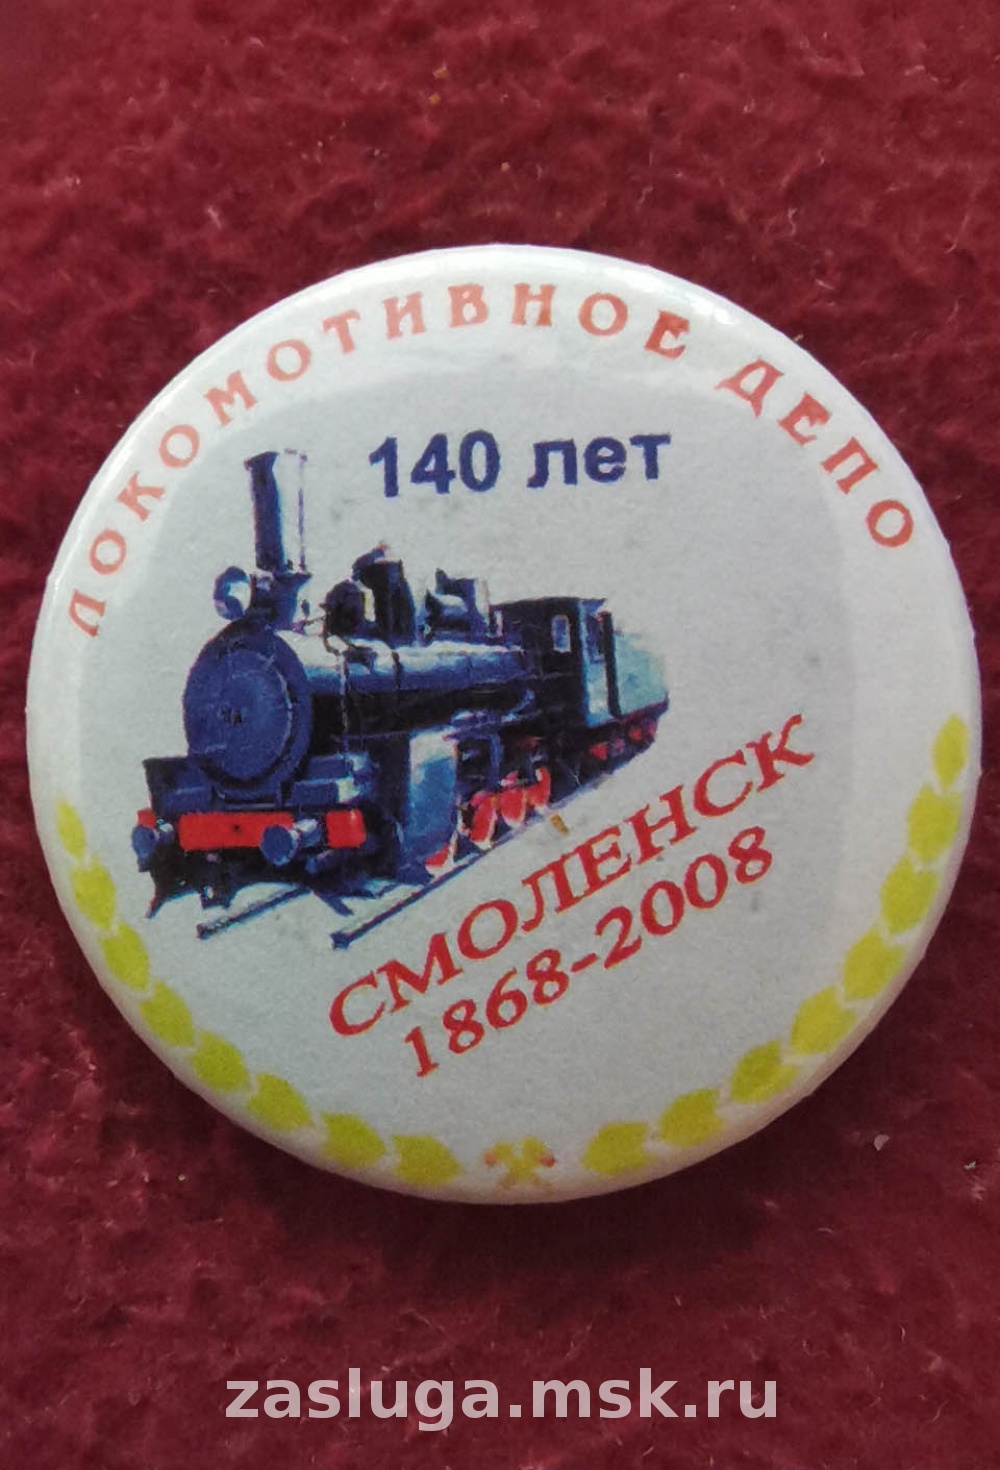 ЛОКОМОТИВНОЕ ДЕПО
140 лет
СМОЛЕНСК
1868-2008
zasluga.msk.ru